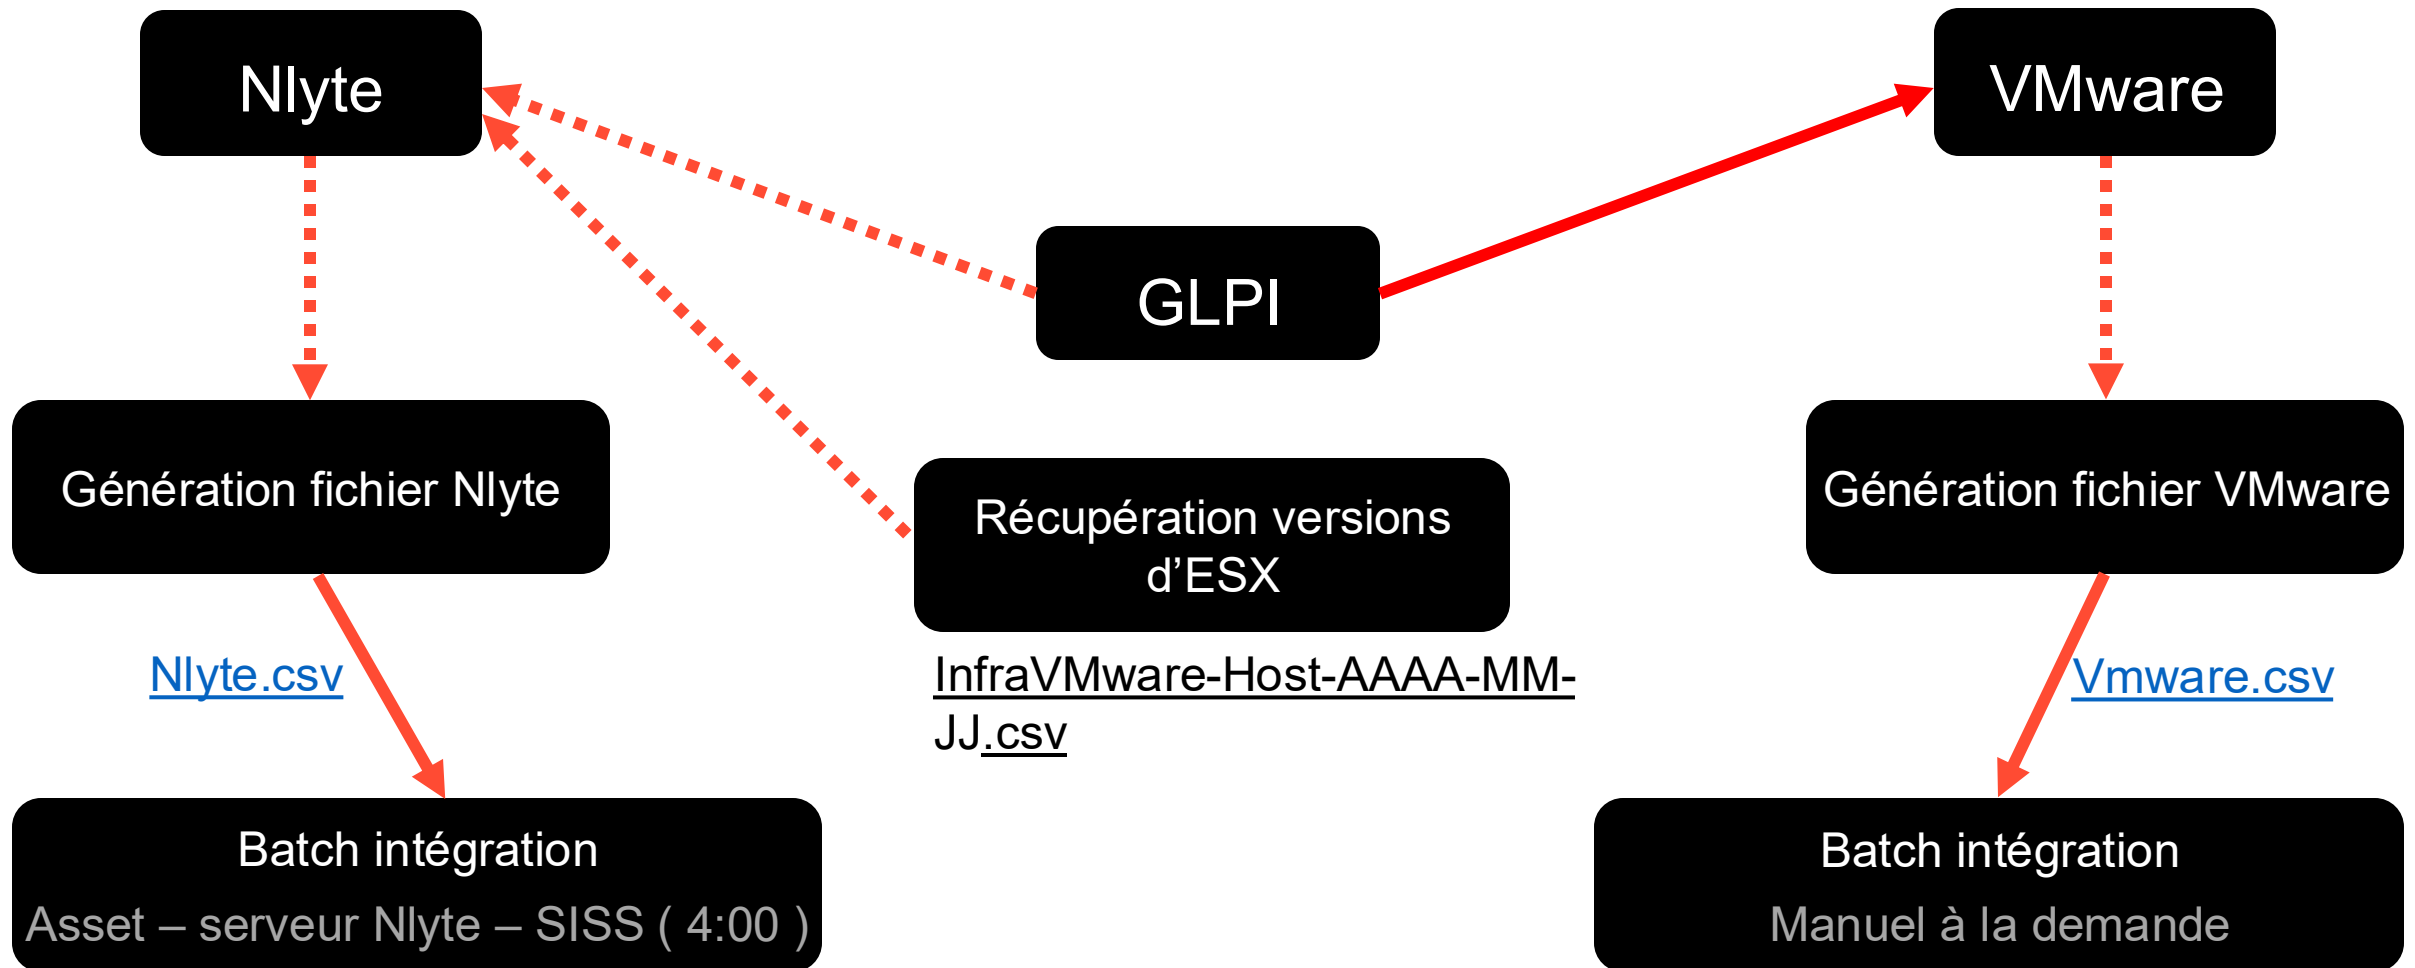 Nlyte
VMware
GLPI
Génération fichier Nlyte
Récupération versions
d’ESX
Génération fichier VMware
Nlyte.csv
InfraVMware-Host-AAAA-MM-
JJ.csv
Vmware.csv
Batch intégration
Asset – serveur Nlyte – SISS ( 4:00 )
Batch intégration
Manuel à la demande